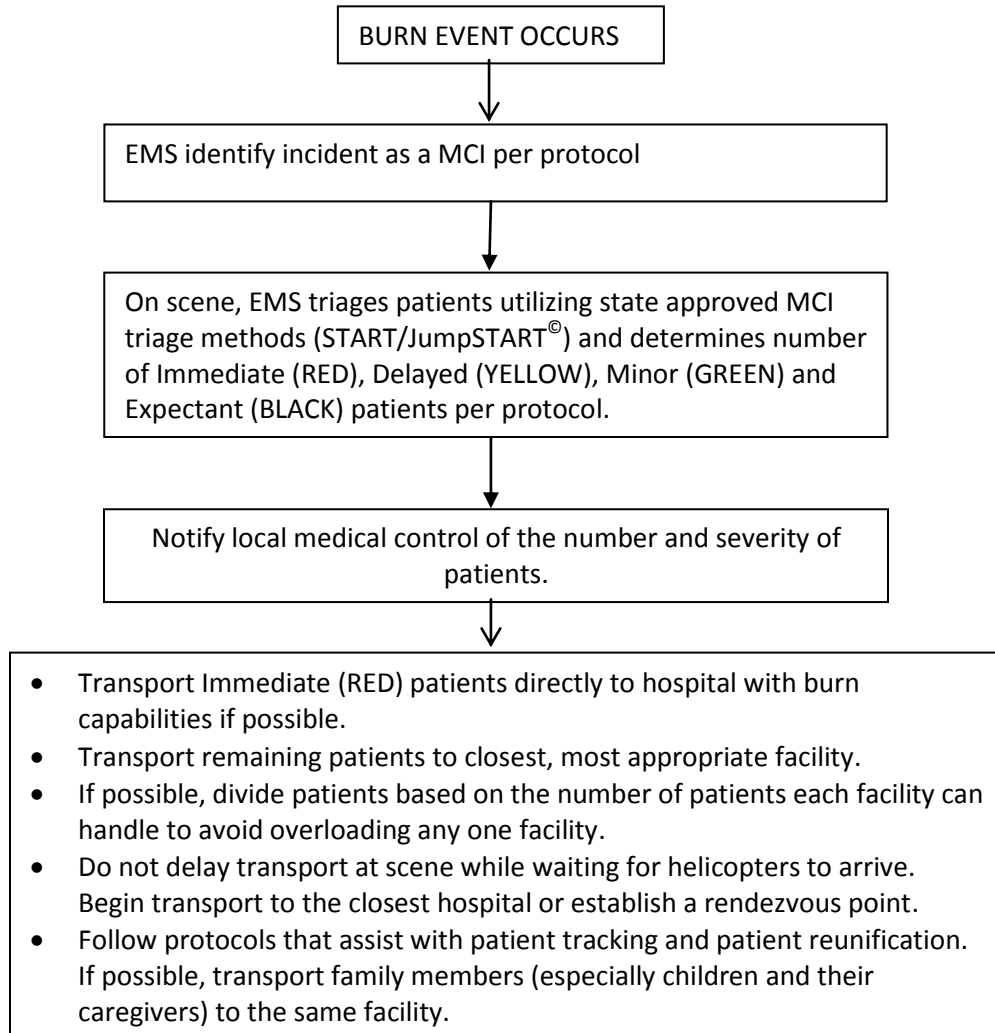 BURN EVENT OCCURS
EMS identify incident as a MCI per protocol
On scene, EMS triages patients utilizing state approved MCI
triage methods (START/JumpSTART©) and determines number
of Immediate (RED), Delayed (YELLOW), Minor (GREEN) and
Expectant (BLACK) patients per protocol.
Notify local medical control of the number and severity of
patients.
• Transport Immediate (RED) patients directly to hospital with burn
capabilities if possible.
• Transport remaining patients to closest, most appropriate facility.
• If possible, divide patients based on the number of patients each facility can
handle to avoid overloading any one facility.
• Do not delay transport at scene while waiting for helicopters to arrive.
Begin transport to the closest hospital or establish a rendezvous point.
• Follow protocols that assist with patient tracking and patient reunification.
If possible, transport family members (especially children and their
caregivers) to the same facility.